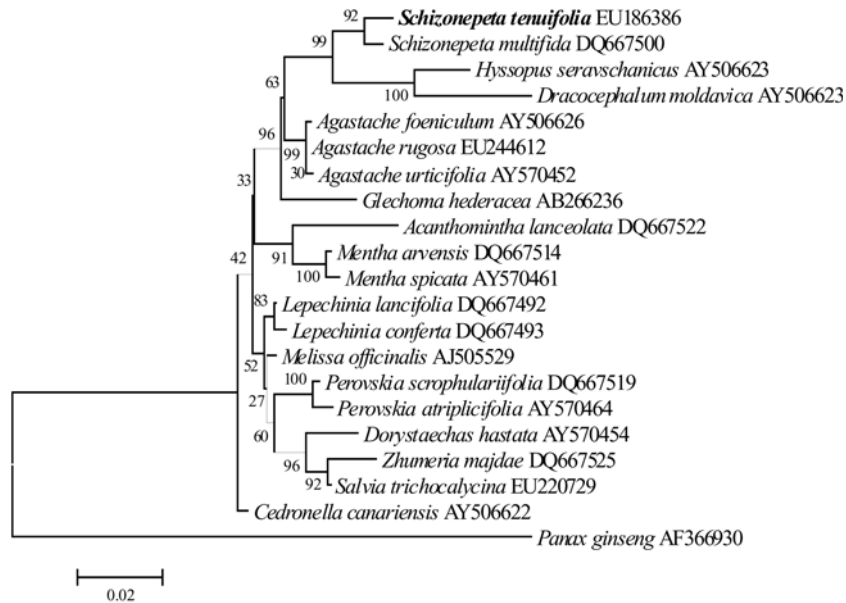 92
Schizonepeta tenuifolia EU186386
99
Schizonepeta multifida DQ667500
Hyssopus seravschanicus AY506623
63
100
Dracocephalum moldavica AY506623
Agastache foeniculum AY506626
96
99
Agastache rugosa EU244612
30
Agastache urticifolia AY570452
33
Glechoma hederacea AB266236
Acanthomintha lanceolata DQ667522
42
91
Mentha arvensis DQ667514
100
Mentha spicata AY570461
83
Lepechinia lancifolia DQ667492
Lepechinia conferta DQ667493
52
Melissa officinalis AJ505529
100
Perovskia scrophulariifolia DQ667519
27
Perovskia atriplicifolia AY570464
60
Dorystaechas hastata AY570454
96
Zhumeria majdae DQ667525
92
Salvia trichocalycina EU220729
Cedronella canariensis AY506622
Panax ginseng AF366930
0.02